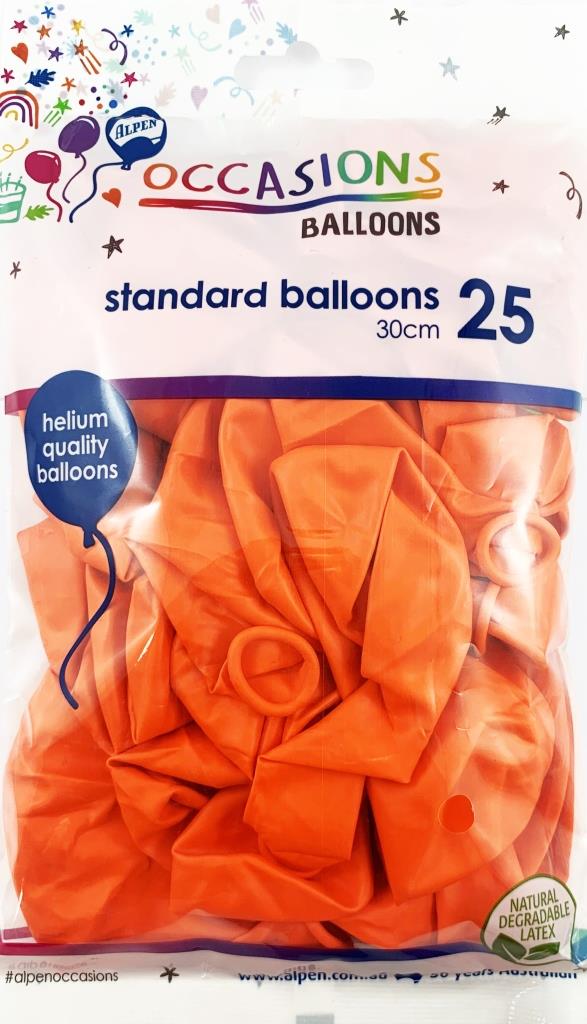 ALPEN
OCCASIONS
BALLOONS
standard balloons 25
30cm
helium
quality
balloons
NATURAL
DEGRADABLE
LATEX
#alpenoccasions
www.alpen.com.au years Australian